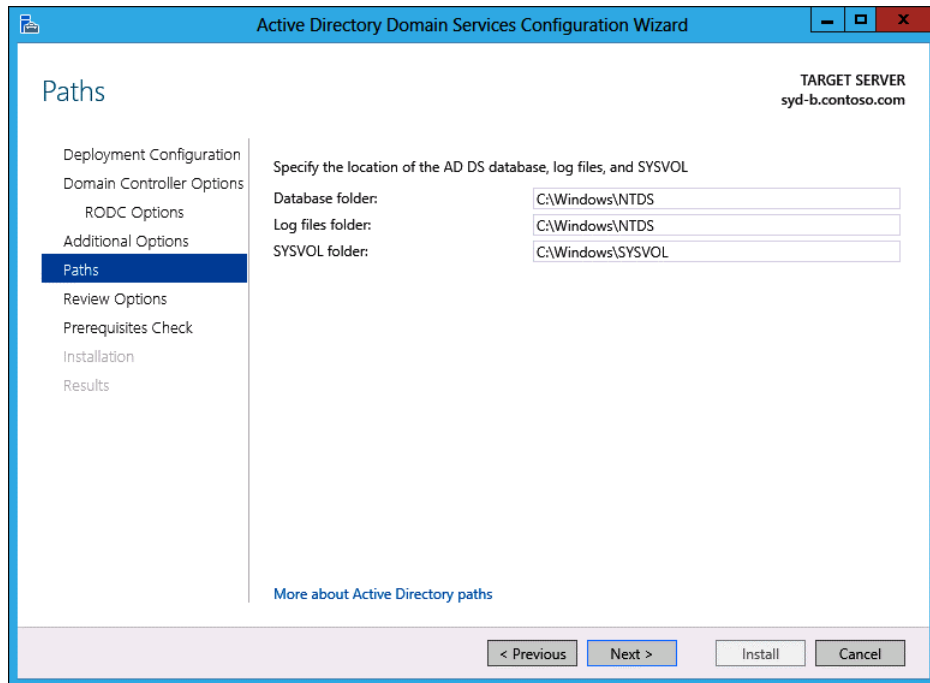 Active Directory Domain Services Configuration Wizard
Paths
TARGET SERVER
syd-b.contoso.com
Deployment Configuration
Domain Controller Options
RODC Options
Additional Options
Paths
Review Options
Prerequisites Check
Installation
Results
Specify the location of the AD DS database, log files, and SYSVOL
Database folder: C:\Windows\NTDS
Log files folder: C:\Windows\NTDS
SYSVOL folder: C:\Windows\SYSVOL
More about Active Directory paths
< Previous Next > Install Cancel